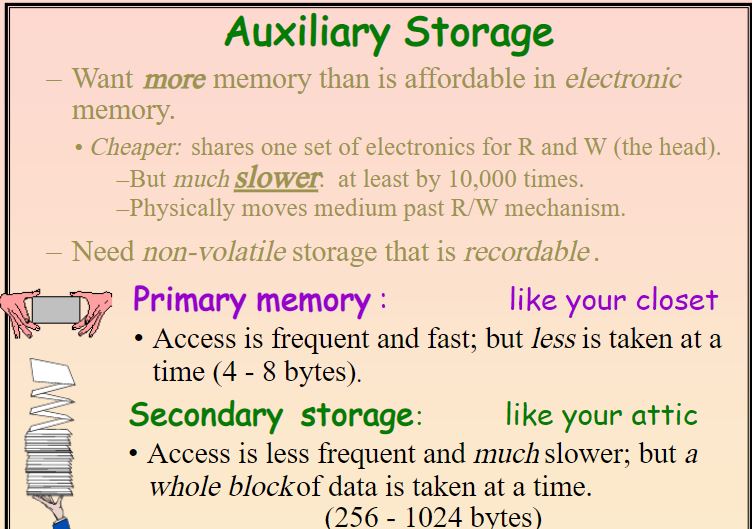 Auxiliary Storage
– Want more memory than is affordable in electronic
memory.
• Cheaper: shares one set of electronics for R and W (the head).
–But much slower: at least by 10,000 times.
–Physically moves medium past R/W mechanism.
– Need non-volatile storage that is recordable .
Primary memory : like your closet
• Access is frequent and fast; but less is taken at a
time (4 - 8 bytes).
Secondary storage: like your attic
• Access is less frequent and much slower; but a
whole block of data is taken at a time.
(256 - 1024 bytes)